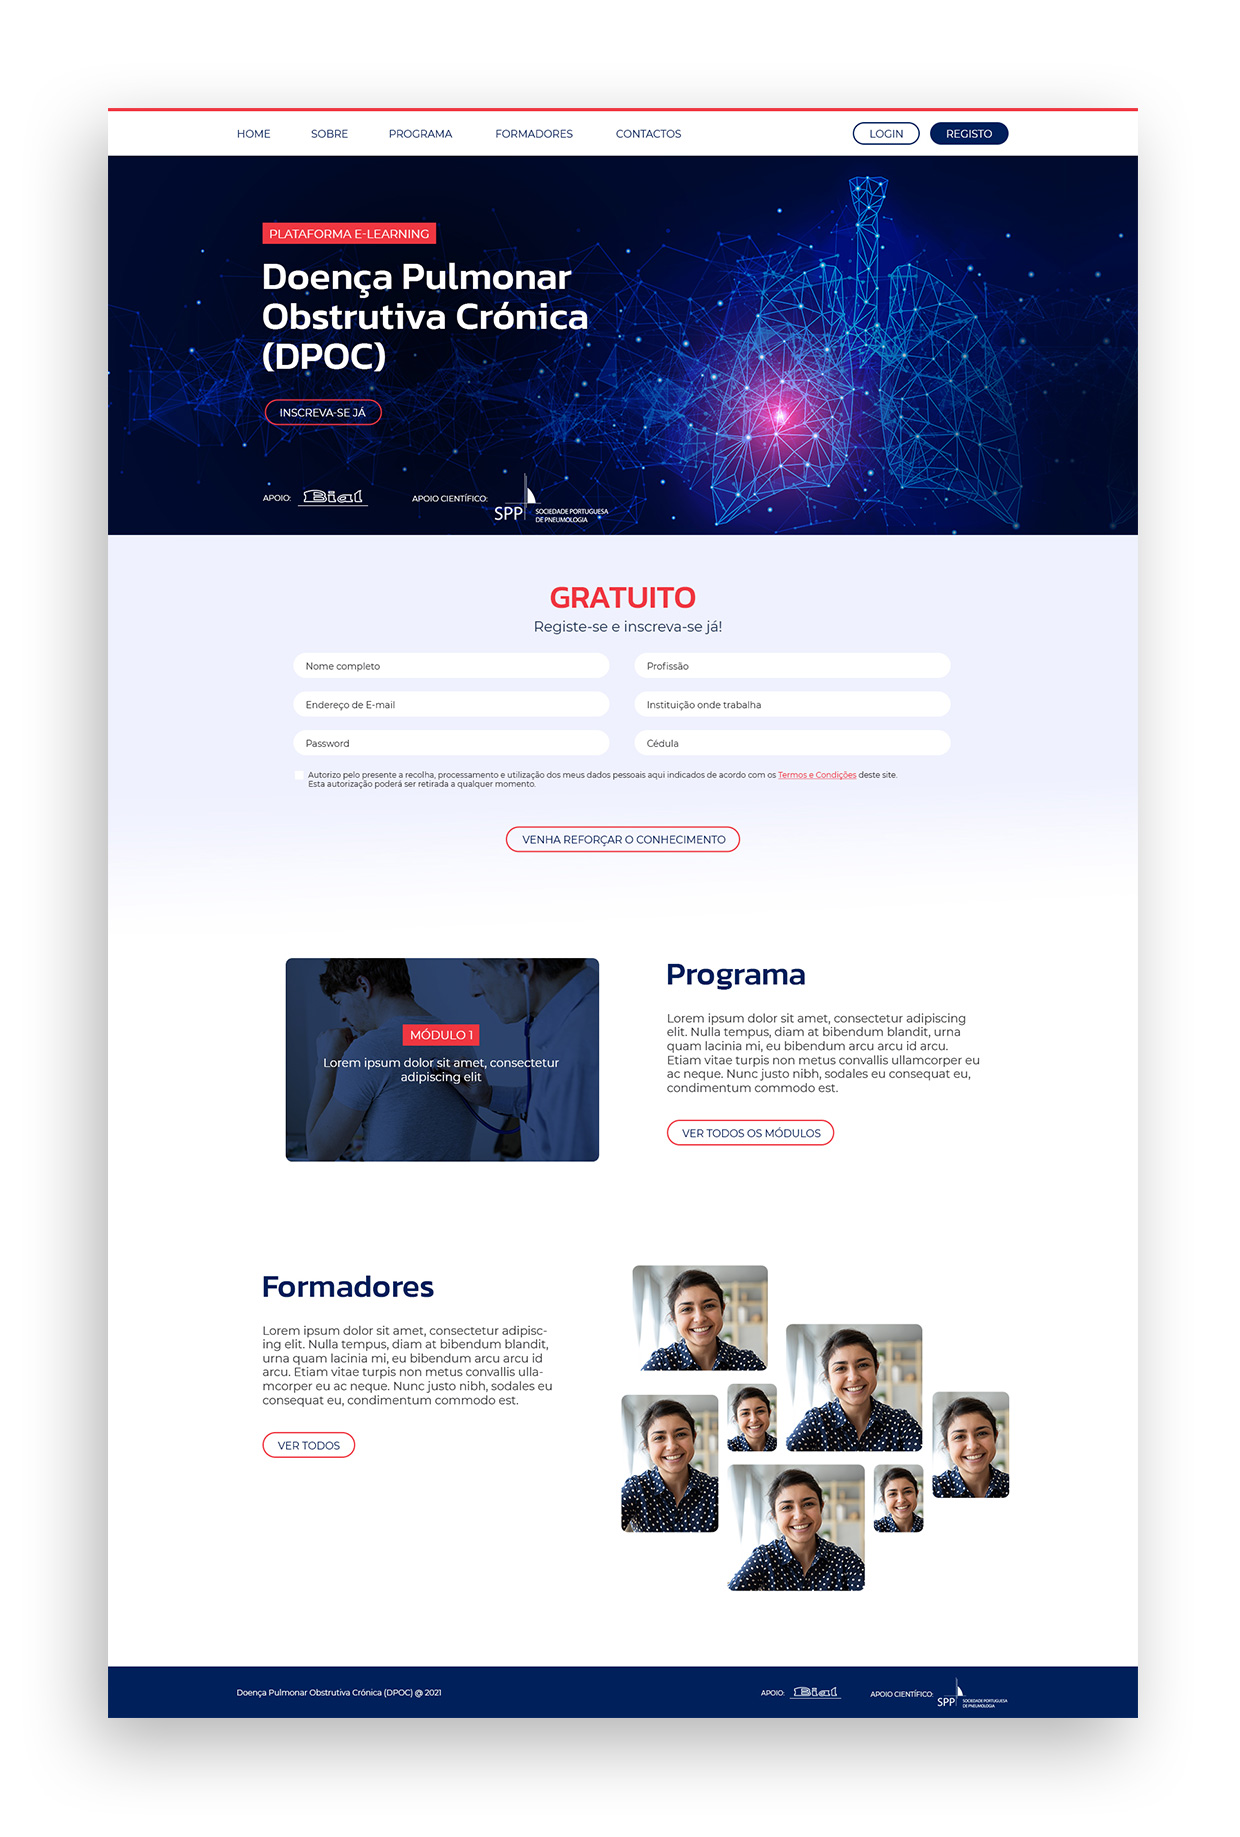 HOME SOBRE PROGRAMA FORMADORES CONTACTOS LOGIN REGISTO
PLATAFORMA E-LEARNING
Doença Pulmonar
Obstrutiva Crónica
(DPOC)
INSCREVA-SE JÁ
APOIO: Bial APOIO CIENTÍFICO: SPP SOCIEDADE PORTUGUESA
DE PNEUMOLOGIA
GRATUITO
Registe-se e inscreva-se já!
Nome completo Profissão
Endereço de E-mail Instituição onde trabalha
Password Cédula
Autorizo pelo presente a recolha, processamento e utilização dos meus dados pessoais aqui indicados de acordo com os Termos e Condições deste site.
Esta autorização poderá ser retirada a qualquer momento.
VENHA REFORÇAR O CONHECIMENTO
MÓDULO 1
Lorem ipsum dolor sit amet, consectetur
adipiscing elit
Programa
Lorem ipsum dolor sit amet, consectetur adipiscing
elit. Nulla tempus, diam at bibendum blandit, urna
quam lacinia mi, eu bibendum arcu arcu id arcu.
Etiam vitae turpis non metus convallis ullamcorper eu
ac neque. Nunc justo nibh, sodales eu consequat eu,
condimentum commodo est.
VER TODOS OS MÓDULOS
Formadores
Lorem ipsum dolor sit amet, consectetur adipisc-
ing elit. Nulla tempus, diam at bibendum blandit,
urna quam lacinia mi, eu bibendum arcu arcu id
arcu. Etiam vitae turpis non metus convallis ulla-
mcorper eu ac neque. Nunc justo nibh, sodales eu
consequat eu, condimentum commodo est.
VER TODOS
Doença Pulmonar Obstrutiva Crónica (DPOC) @ 2021 APOIO: Bial APOIO CIENTÍFICO: SPP SOCIEDADE PORTUGUESA
DE PNEUMOLOGIA